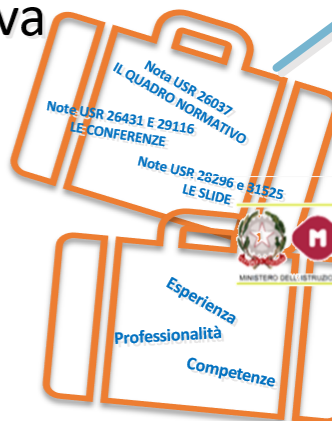 va
Nota USR 26037
IL QUADRO NORMATIVO
Note USR 26431 E 29116
LE CONFERENZE
Note USR 28296 e 31525
LE SLIDE
M
MINISTERO DELL'ISTRUZIO
Esperienza
Professionalità
Competenze